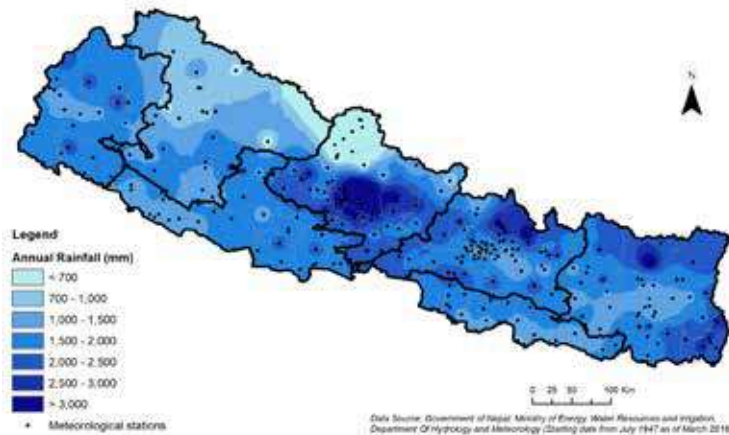 N
Legend
Annual Rainfall (mm)
< 700
700 - 1,000
1,000 - 1,500
1,500 - 2,000
2,000 - 2,500
2,500 - 3,000
> 3,000
Meteorological stations
0 25 50 100 Km
Data Source: Government of Nepal, Ministry of Energy, Water Resources and Irrigation,
Department Of Hydrology and Meteorology (Starting date from July 1947 as of March 2018